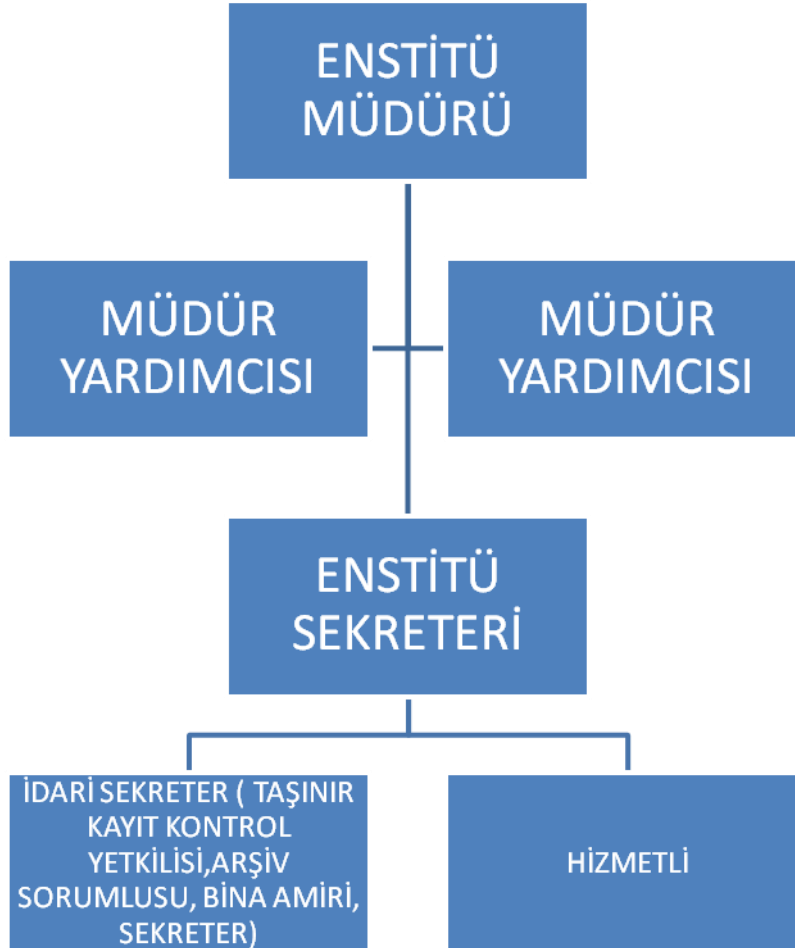 ENSTİTÜ
MÜDÜRÜ
MÜDÜR
YARDIMCISI
MÜDÜR
YARDIMCISI
ENSTİTÜ
SEKRETERİ
İDARİ SEKRETER ( TAŞINIR
KAYIT KONTROL
YETKİLİSİ,ARŞİV
SORUMLUSU, BİNA AMİRİ,
SEKRETER)
HİZMETLİ